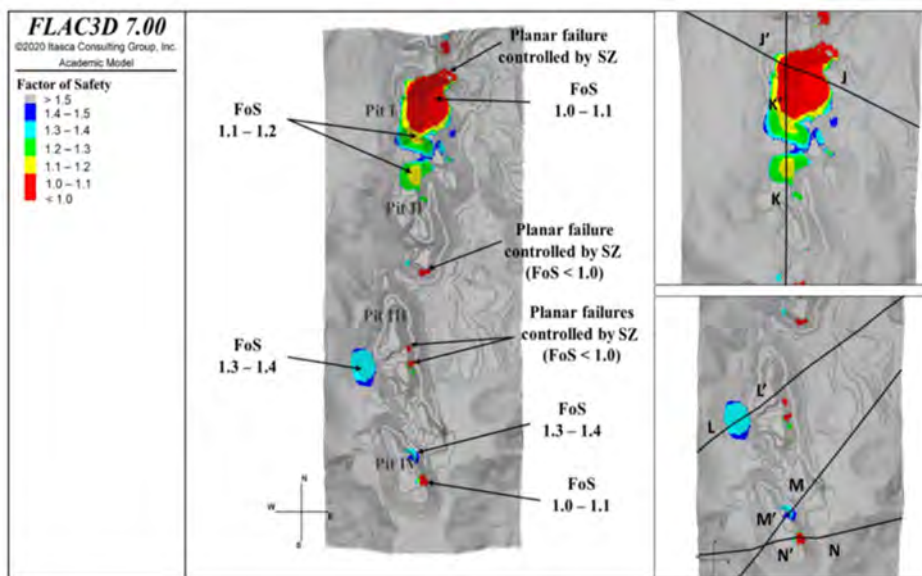 FLAC3D 7.00
©2020 Itasca Consulting Group, Inc.
Academic Model
Factor of Safety
> 1.5
1.4 – 1.5
1.3 – 1.4
1.2 – 1.3
1.1 – 1.2
1.0 – 1.1
< 1.0
Planar failure
controlled by SZ
FoS
1.1 – 1.2
Pit I
FoS
1.0 – 1.1
Pit II
Planar failure
controlled by SZ
(FoS < 1.0)
Pit III
Planar failures
controlled by SZ
(FoS < 1.0)
FoS
1.3 – 1.4
FoS
1.3 – 1.4
Pit IV
FoS
1.0 – 1.1
N
W
E
S
J'
J
K'
K
L'
L
M
M'
N'
N